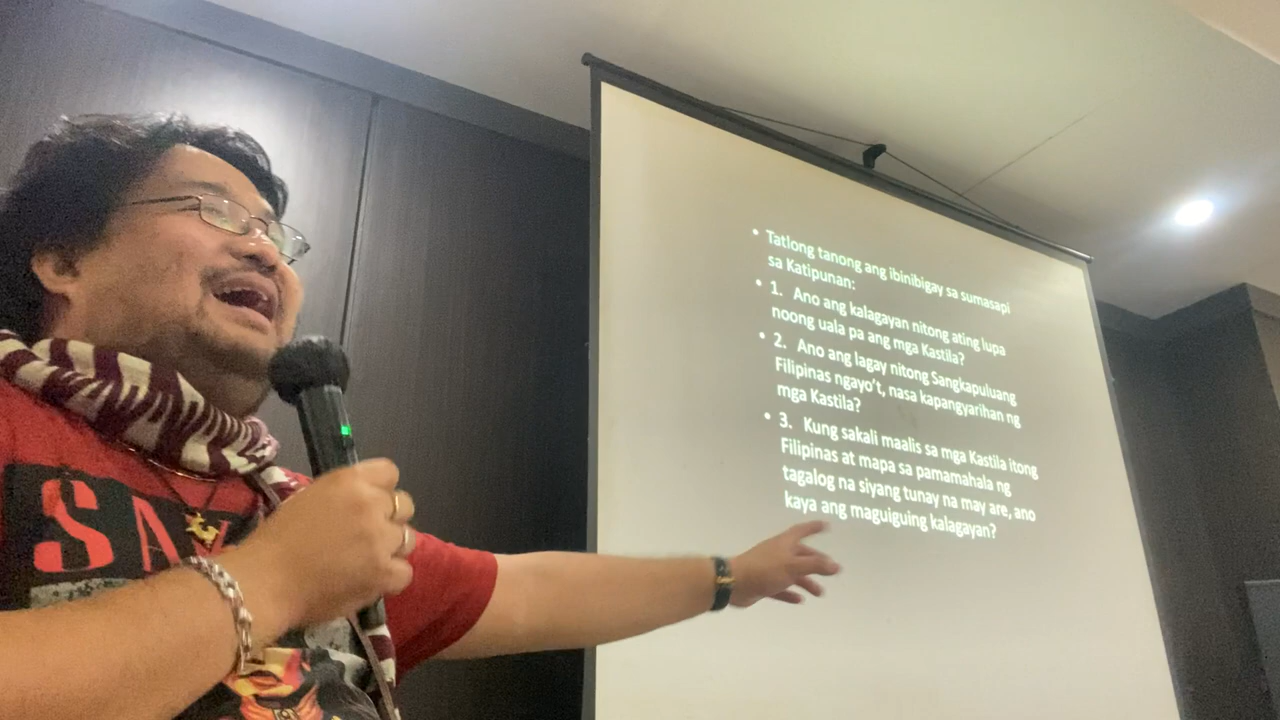 • Tatlong tanong ang ibinibigay sa sumasapi
sa Katipunan:
• 1. Ano ang kalagayan nitong ating lupa
noong uala pa ang mga Kastila?
• 2. Ano ang lagay nitong Sangkapuluang
Filipinas ngayo't, nasa kapangyarihan ng
mga Kastila?
• 3. Kung sakali maalis sa mga Kastila itong
Filipinas at mapa sa pamamahala ng
tagalog na siyang tunay na may are, ano
kaya ang maguiguing kalagayan?